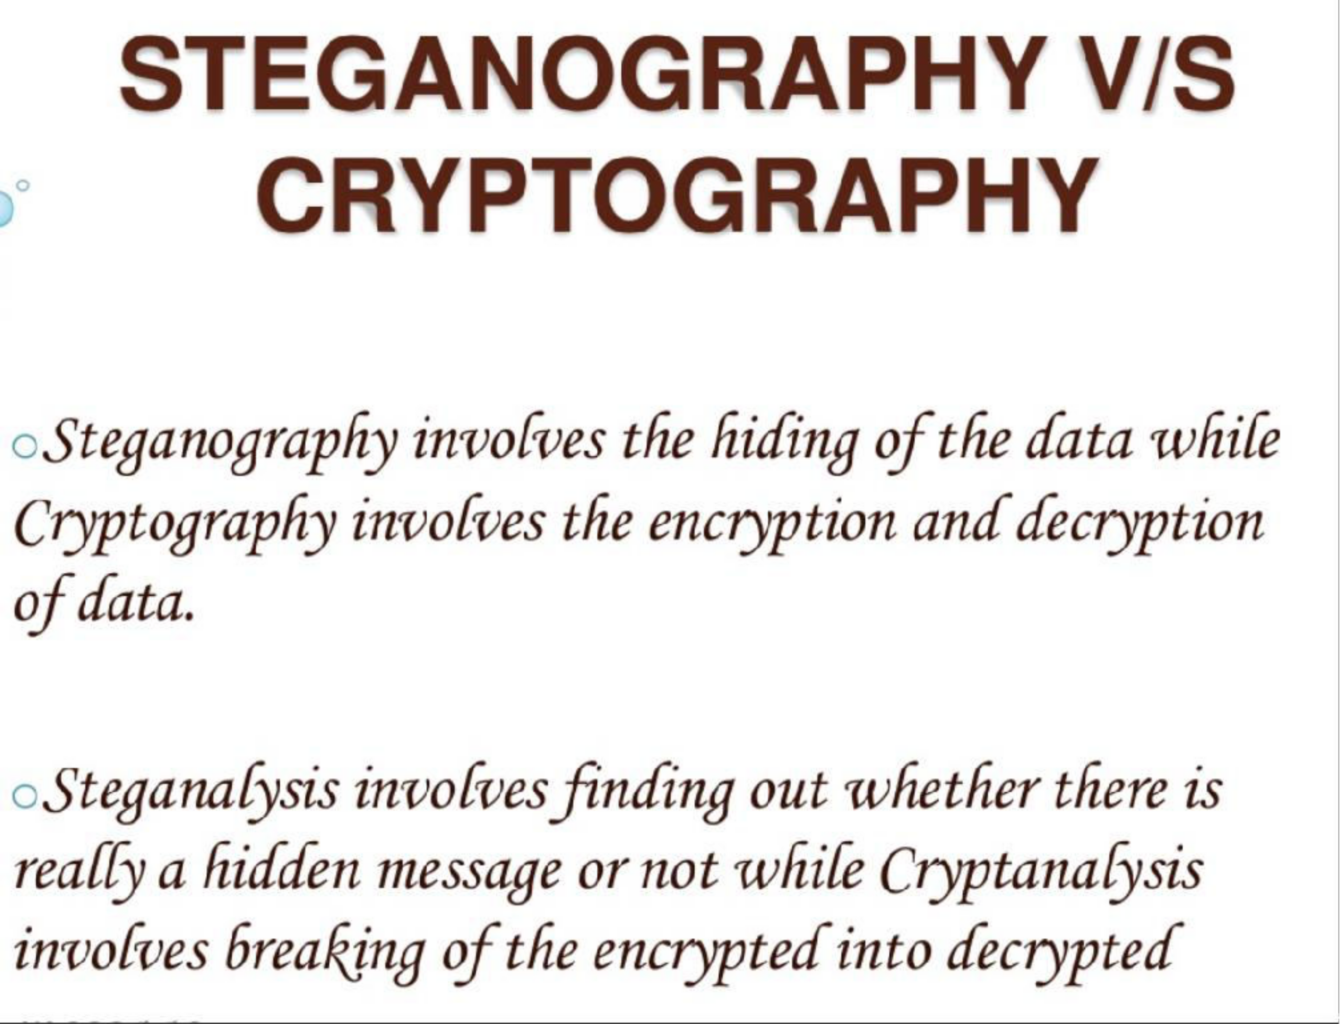 STEGANOGRAPHY V/S
CRYPTOGRAPHY
Steganography involves the hiding of the data while
Cryptography involves the encryption and decryption
of data.
Steganalysis involves finding out whether there is
really a hidden message or not while Cryptanalysis
involves breaking of the encrypted into decrypted